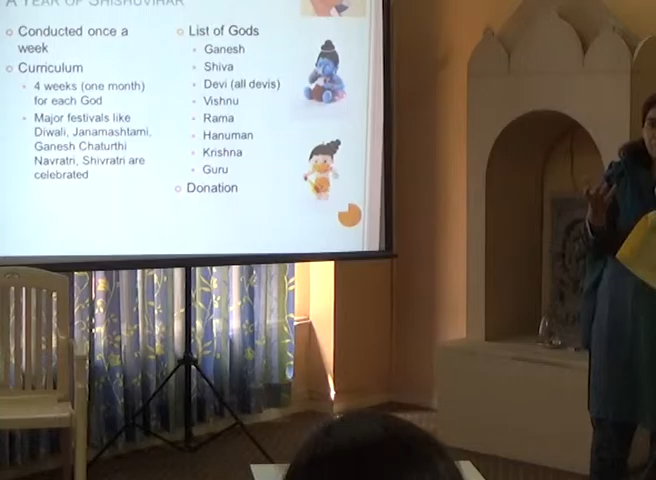 A YEAR OF SHISHUVIHAR
Conducted once a
week
Curriculum
4 weeks (one month)
for each God
Major festivals like
Diwali, Janamashtami,
Ganesh Chaturthi
Navratri, Shivratri are
celebrated
List of Gods
Ganesh
Shiva
Devi (all devis)
Vishnu
Rama
Hanuman
Krishna
Guru
Donation